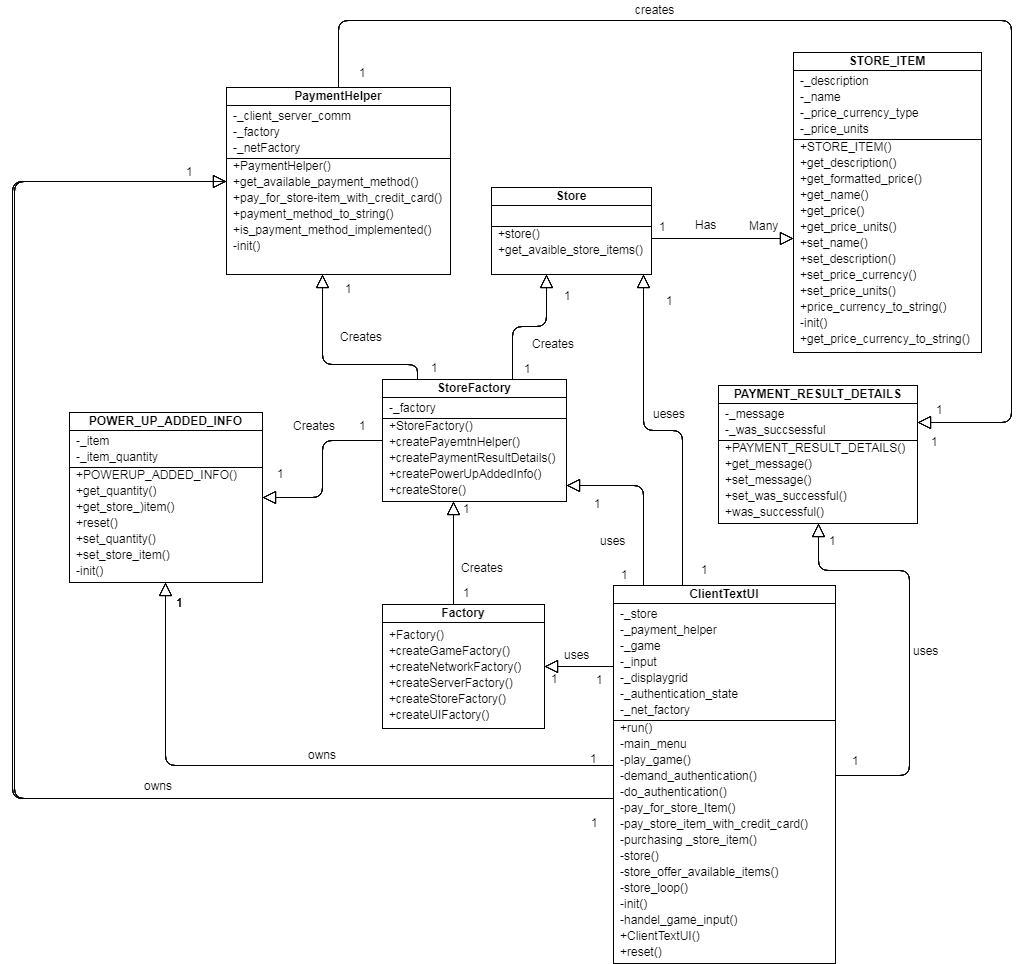 creates
1
PaymentHelper
-_client_server_comm
-_factory
-_netFactory
+PaymentHelper()
+get_available_payment_method()
+pay_for_store-item_with_credit_card()
+payment_method_to_string()
+is_payment_method_implemented()
-init()
1
STORE_ITEM
-_description
-_name
-_price_currency_type
-_price_units
+STORE_ITEM()
+get_description()
+get_formatted_price()
+get_name()
+get_price()
+get_price_units()
+set_name()
+set_description()
+set_price_currency()
+set_price_units()
+price_currency_to_string()
-init()
+get_price_currency_to_string()
Store
+store()
+get_avaible_store_items()
1
Has
Many
1
Creates
1
1
Creates
1
1
ueses
1
StoreFactory
-_factory
+StoreFactory()
+createPayemtnHelper()
+createPaymentResultDetails()
+createPowerUpAddedInfo()
+createStore()
PAYMENT_RESULT_DETAILS
-_message
-_was_succsessful
+PAYMENT_RESULT_DETAILS()
+get_message()
+set_message()
+set_was_successful()
+was_successful()
1
1
1
POWER_UP_ADDED_INFO
-_item
-_item_quantity
+POWERUP_ADDED_INFO()
+get_quantity()
+get_store_)item()
+reset()
+set_quantity()
+set_store_item()
-init()
Creates
1
1
1
1
Creates
1
1
uses
1
Factory
+Factory()
+createGameFactory()
+createNetworkFactory()
+createServerFactory()
+createStoreFactory()
+createUIFactory()
uses
1
1
ClientTextUI
-_store
-_payment_helper
-_game
-_input
-_displaygrid
-_authentication_state
-_net_factory
+run()
-main_menu
-play_game()
-demand_authentication()
-do_authentication()
-pay_for_store_Item()
-pay_store_item_with_credit_card()
-purchasing _store_item()
-store()
-store_offer_available_items()
-store_loop()
-init()
-handel_game_input()
+ClientTextUI()
+reset()
uses
1
owns
1
owns
1